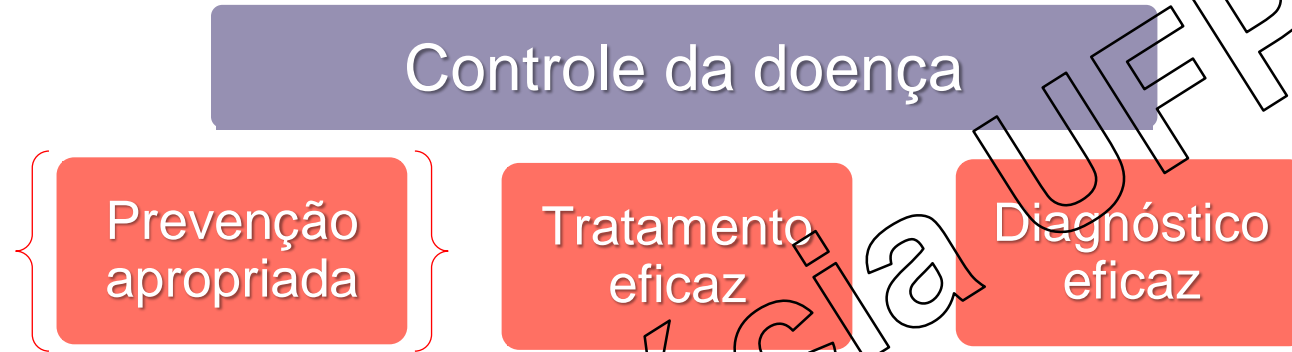 Controle da doença
Prevenção
apropriada
Tratamento
eficaz
Diagnóstico
eficaz